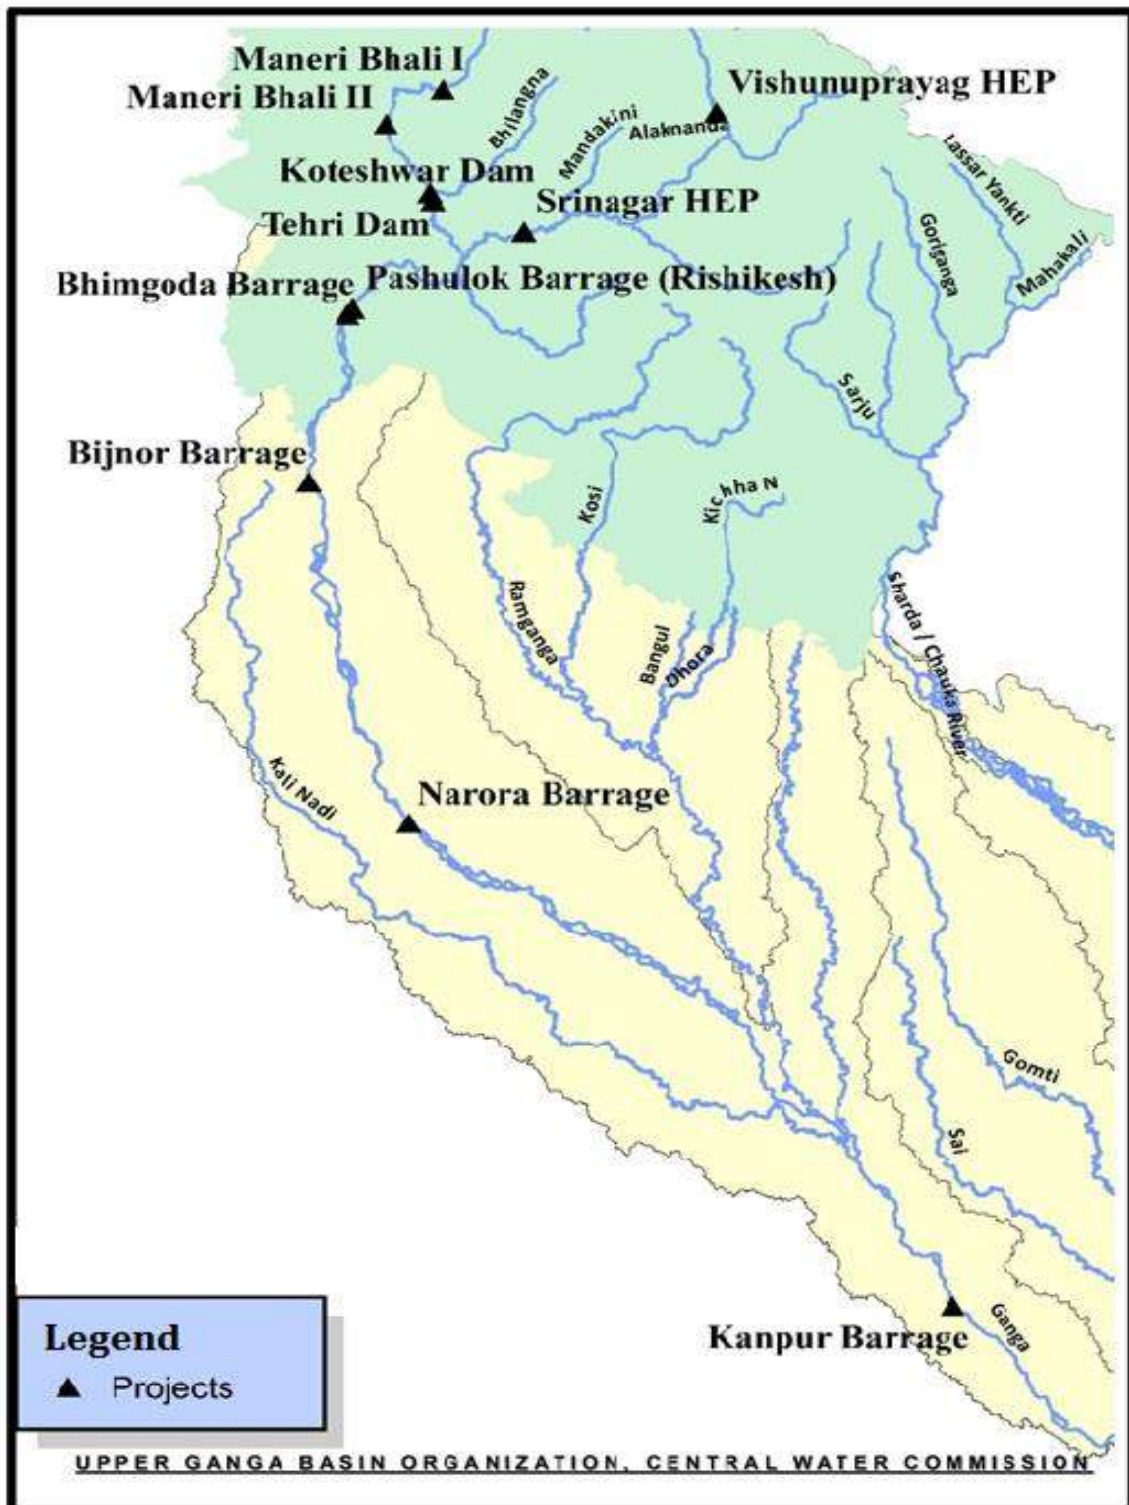 Maneri Bhali I
Maneri Bhali II
Vishunuprayag HEP
Bhilangna
Mandakini
Alaknanda
Koteshwar Dam
Srinagar HEP
Tehri Dam
Lassar Yankti
Goriganga
Mahakali
Bhimgoda Barrage
Pashulok Barrage (Rishikesh)
Sarju
Bijnor Barrage
Kosi
Kichha N
Ramganga
Bangul
Dhora
Sharda / Chauka River
Kali Nadi
Narora Barrage
Gomti
Sai
Ganga
Kanpur Barrage
Legend
Projects
UPPER GANGA BASIN ORGANIZATION, CENTRAL WATER COMMISSION